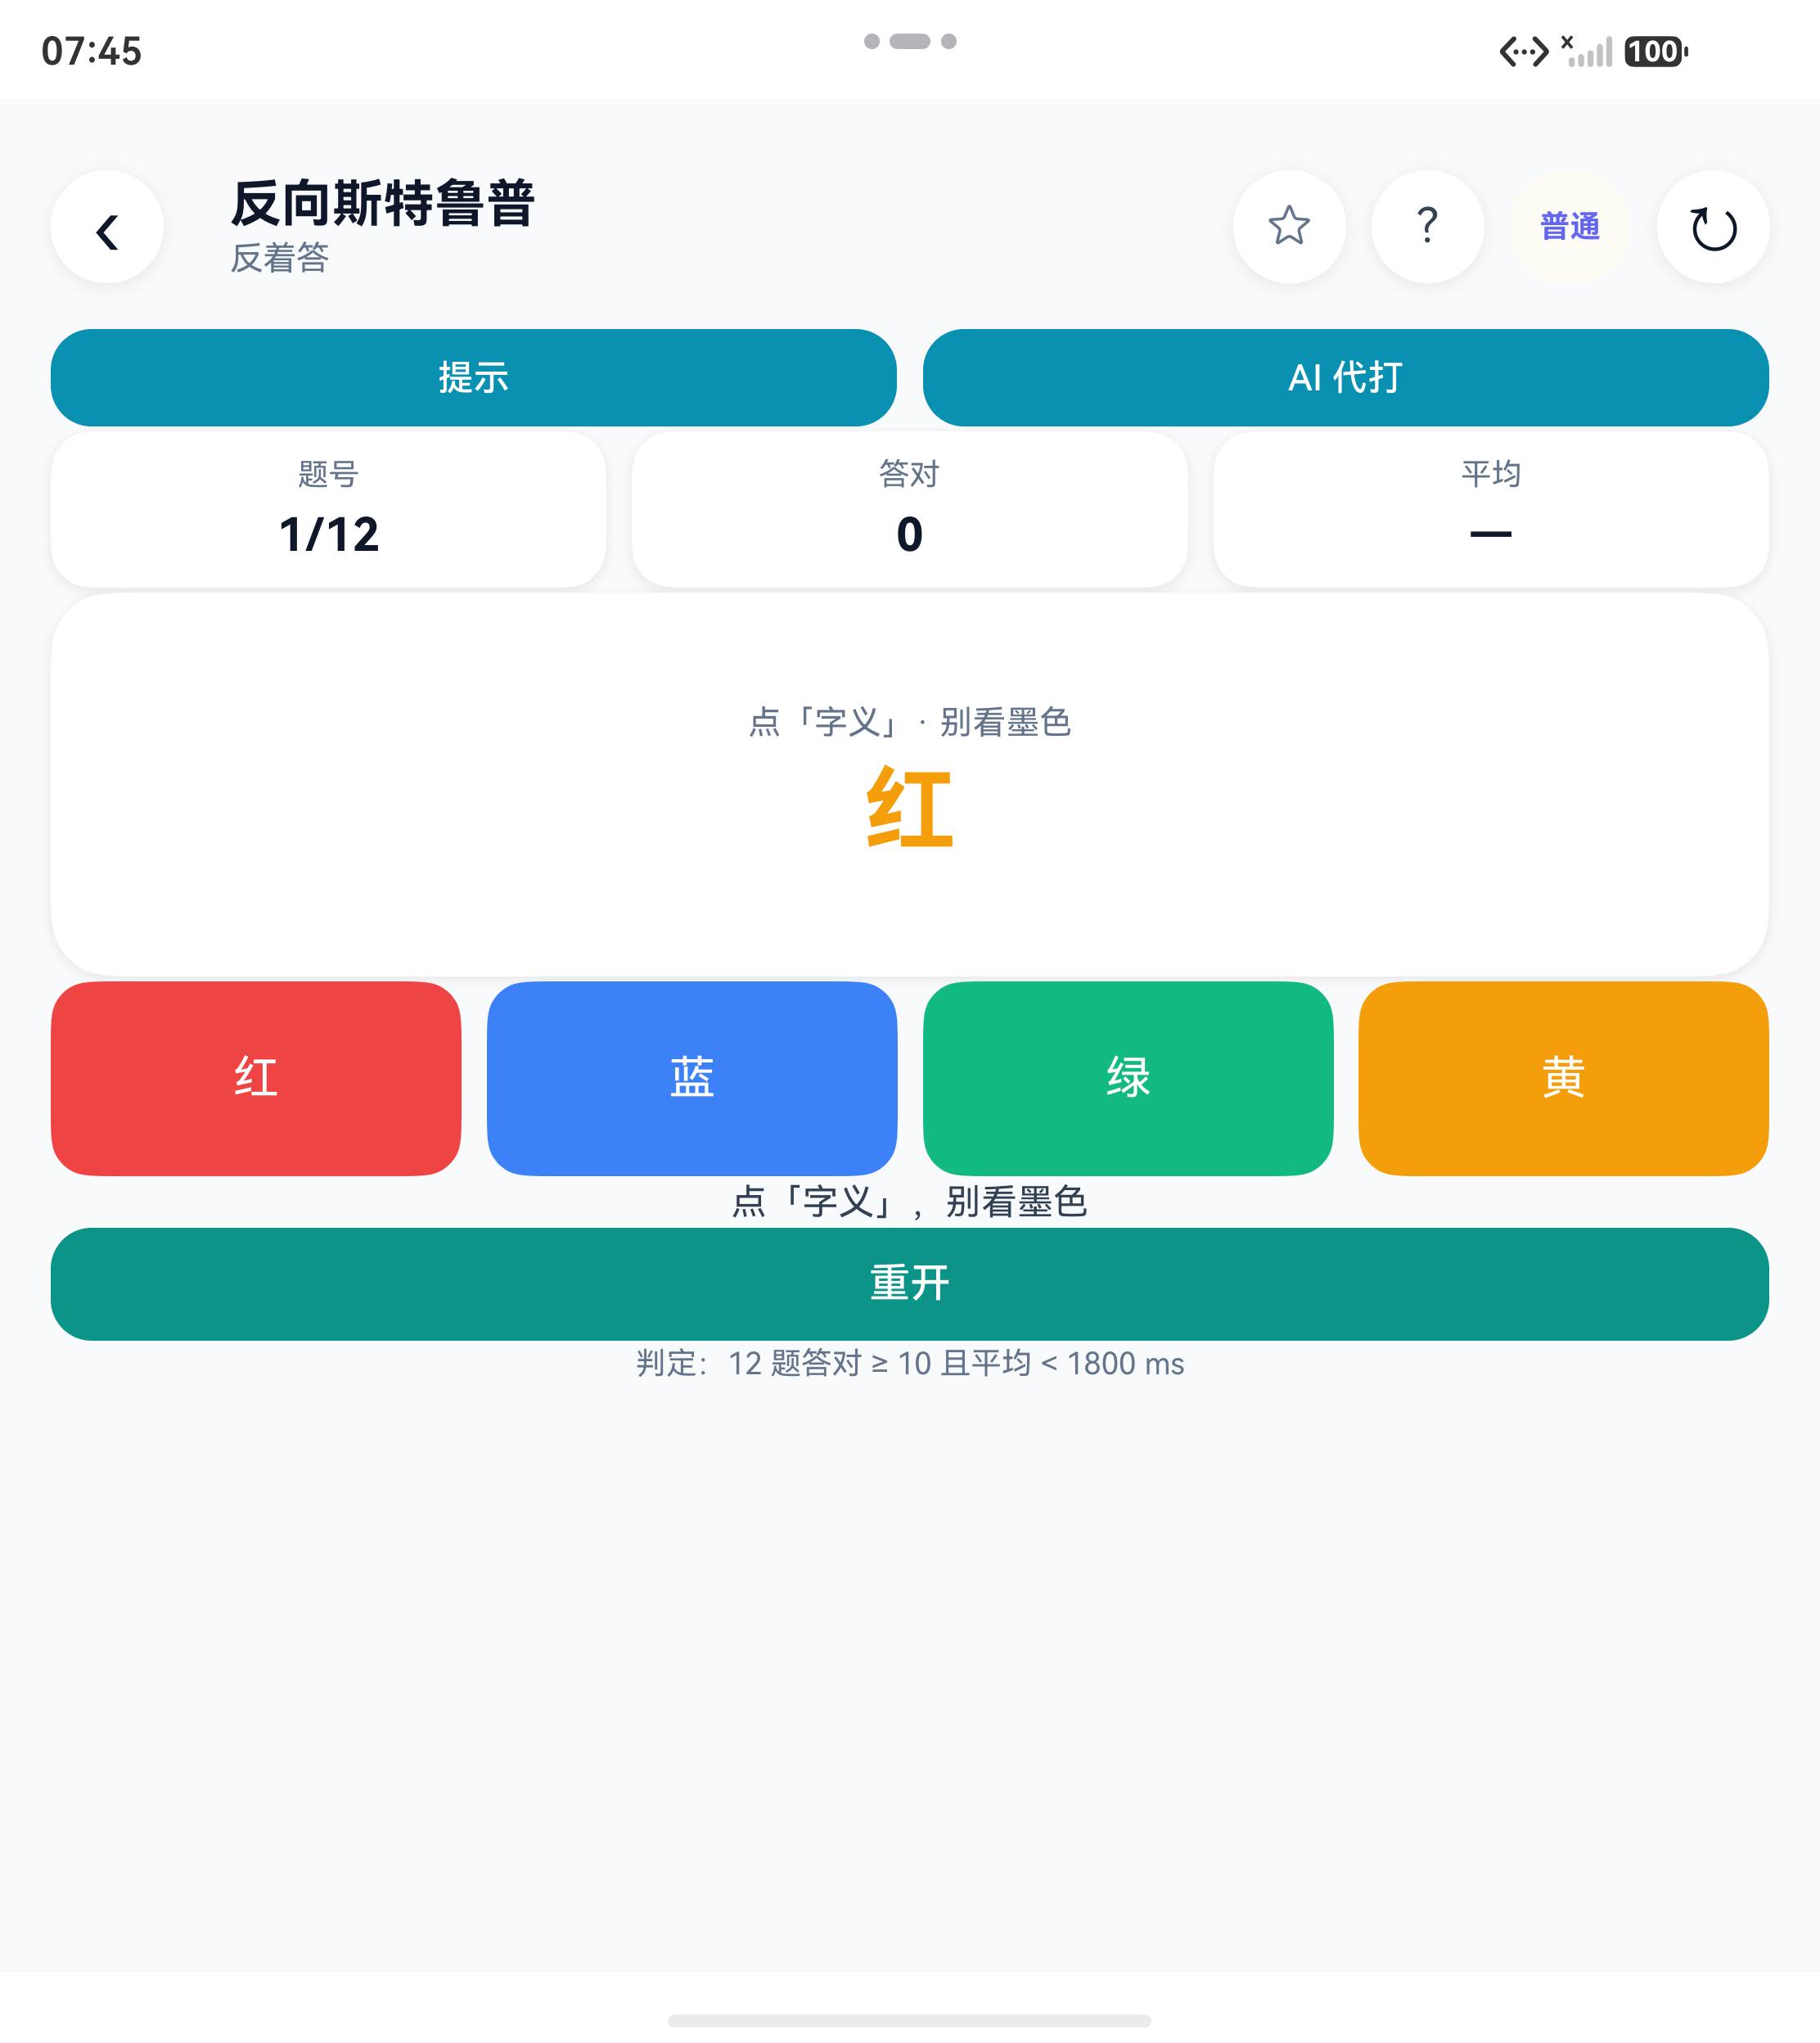 07:45
100
反向斯特鲁普
反着答
?
普通
提示
AI 代打
题号
1/12
答对
0
平均
—
点「字义」· 别看墨色
红
红
蓝
绿
黄
点「字义」，别看墨色
重开
判定：12 题答对 ≥ 10 且平均 < 1800 ms